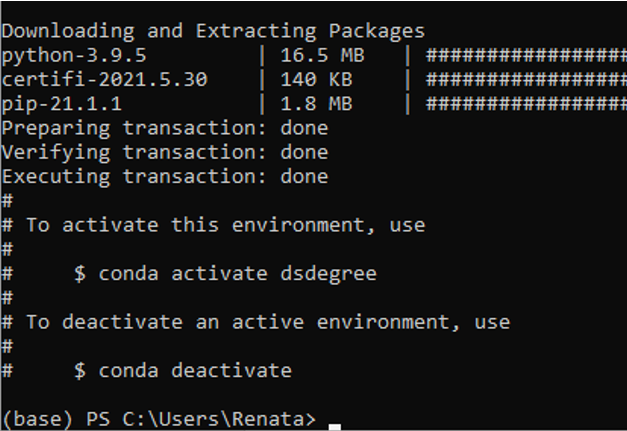 Downloading and Extracting Packages
python-3.9.5         | 16.5 MB   | #################
certifi-2021.5.30    | 140 KB    | #################
pip-21.1.1           | 1.8 MB    | #################
Preparing transaction: done
Verifying transaction: done
Executing transaction: done
#
# To activate this environment, use
#
#     $ conda activate dsdegree
#
# To deactivate an active environment, use
#
#     $ conda deactivate
(base) PS C:\Users\Renata>